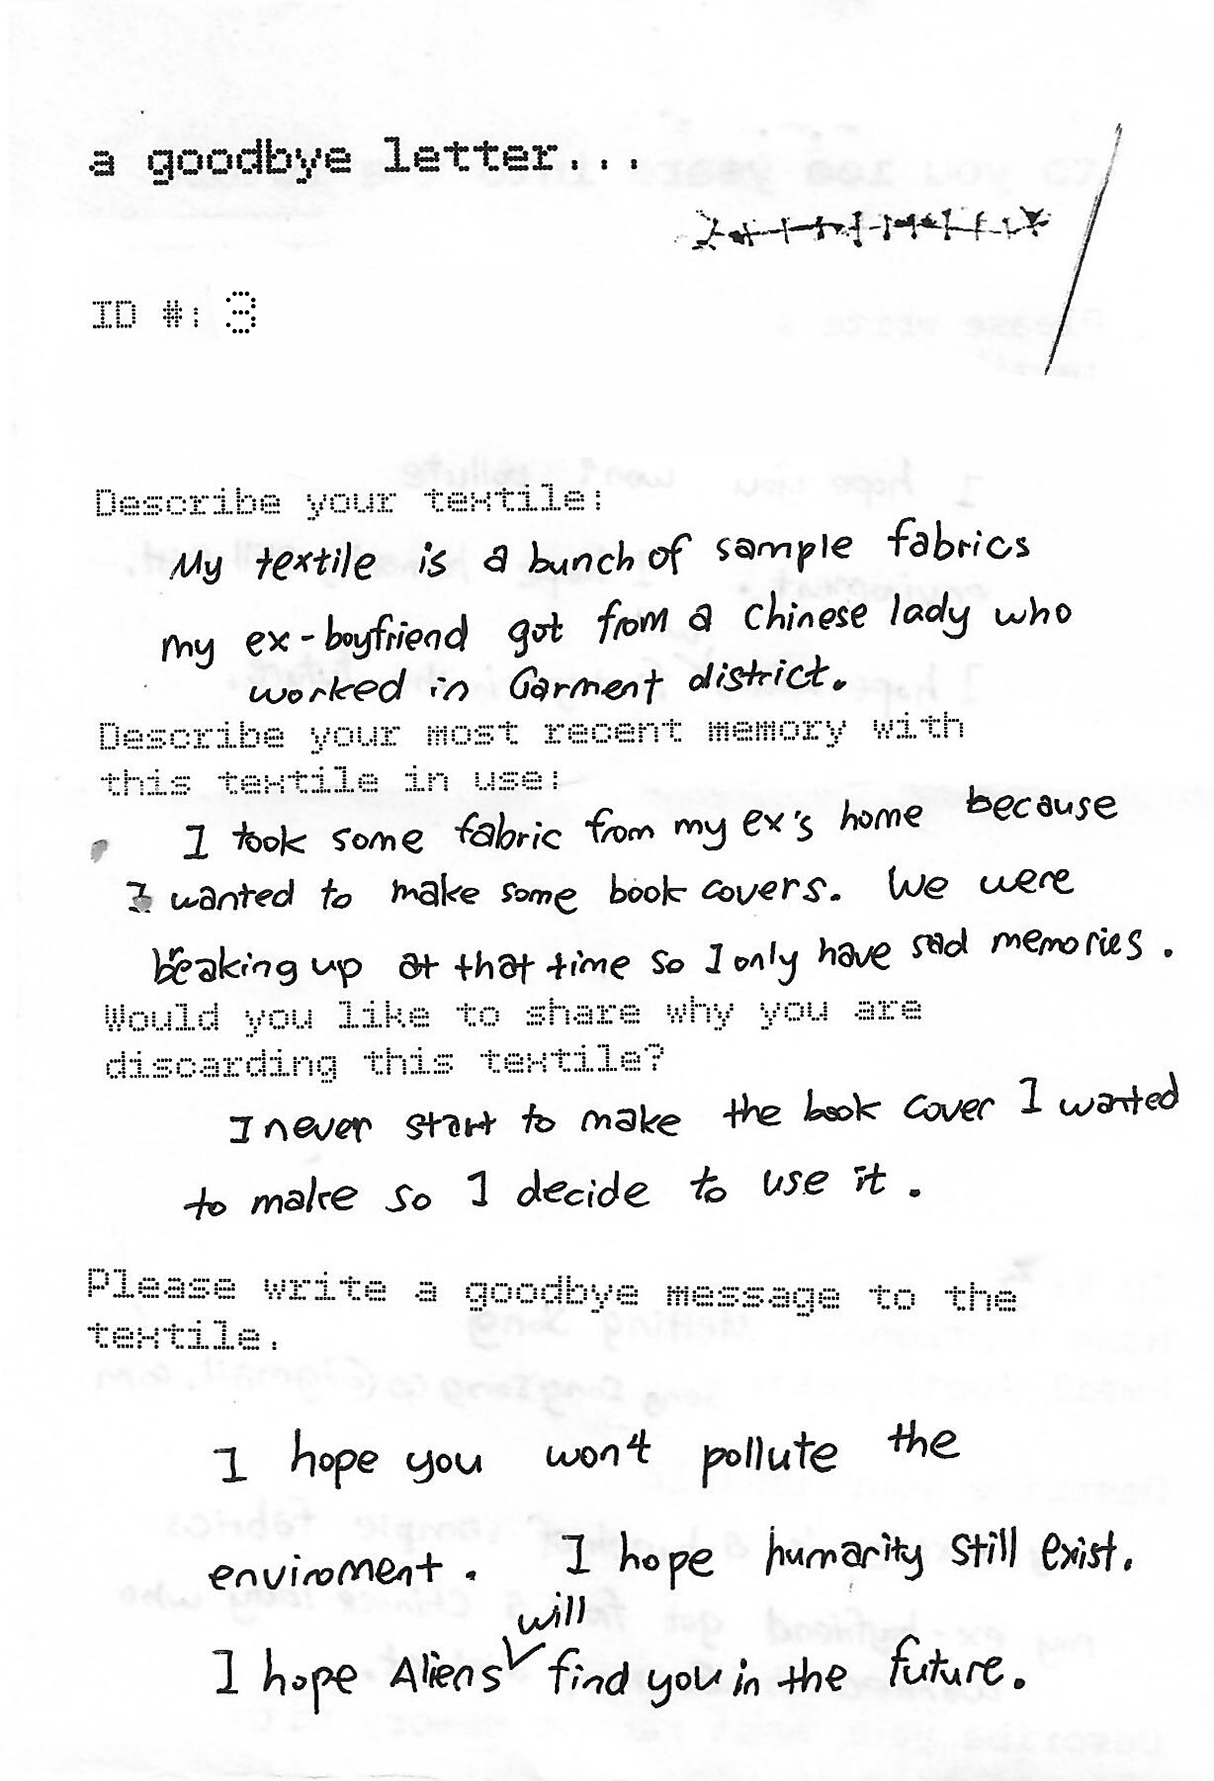 a goodbye letter...
ID #: 3
Describe your textile:
My textile is a bunch of sample fabrics
my ex-boyfriend got from a chinese lady who
worked in Garment district.
Describe your most recent memory with
this textile in use:
I took some fabric from my ex's home because
I wanted to make some book covers. We were
breaking up at that time so I only have sad memories.
Would you like to share why you are
discarding this textile?
I never start to make the book cover I wanted
to make so I decide to use it.
Please write a goodbye message to the
textile.
I hope you won't pollute the
enviroment. I hope humanity still exist.
I hope Aliens will find you in the future.